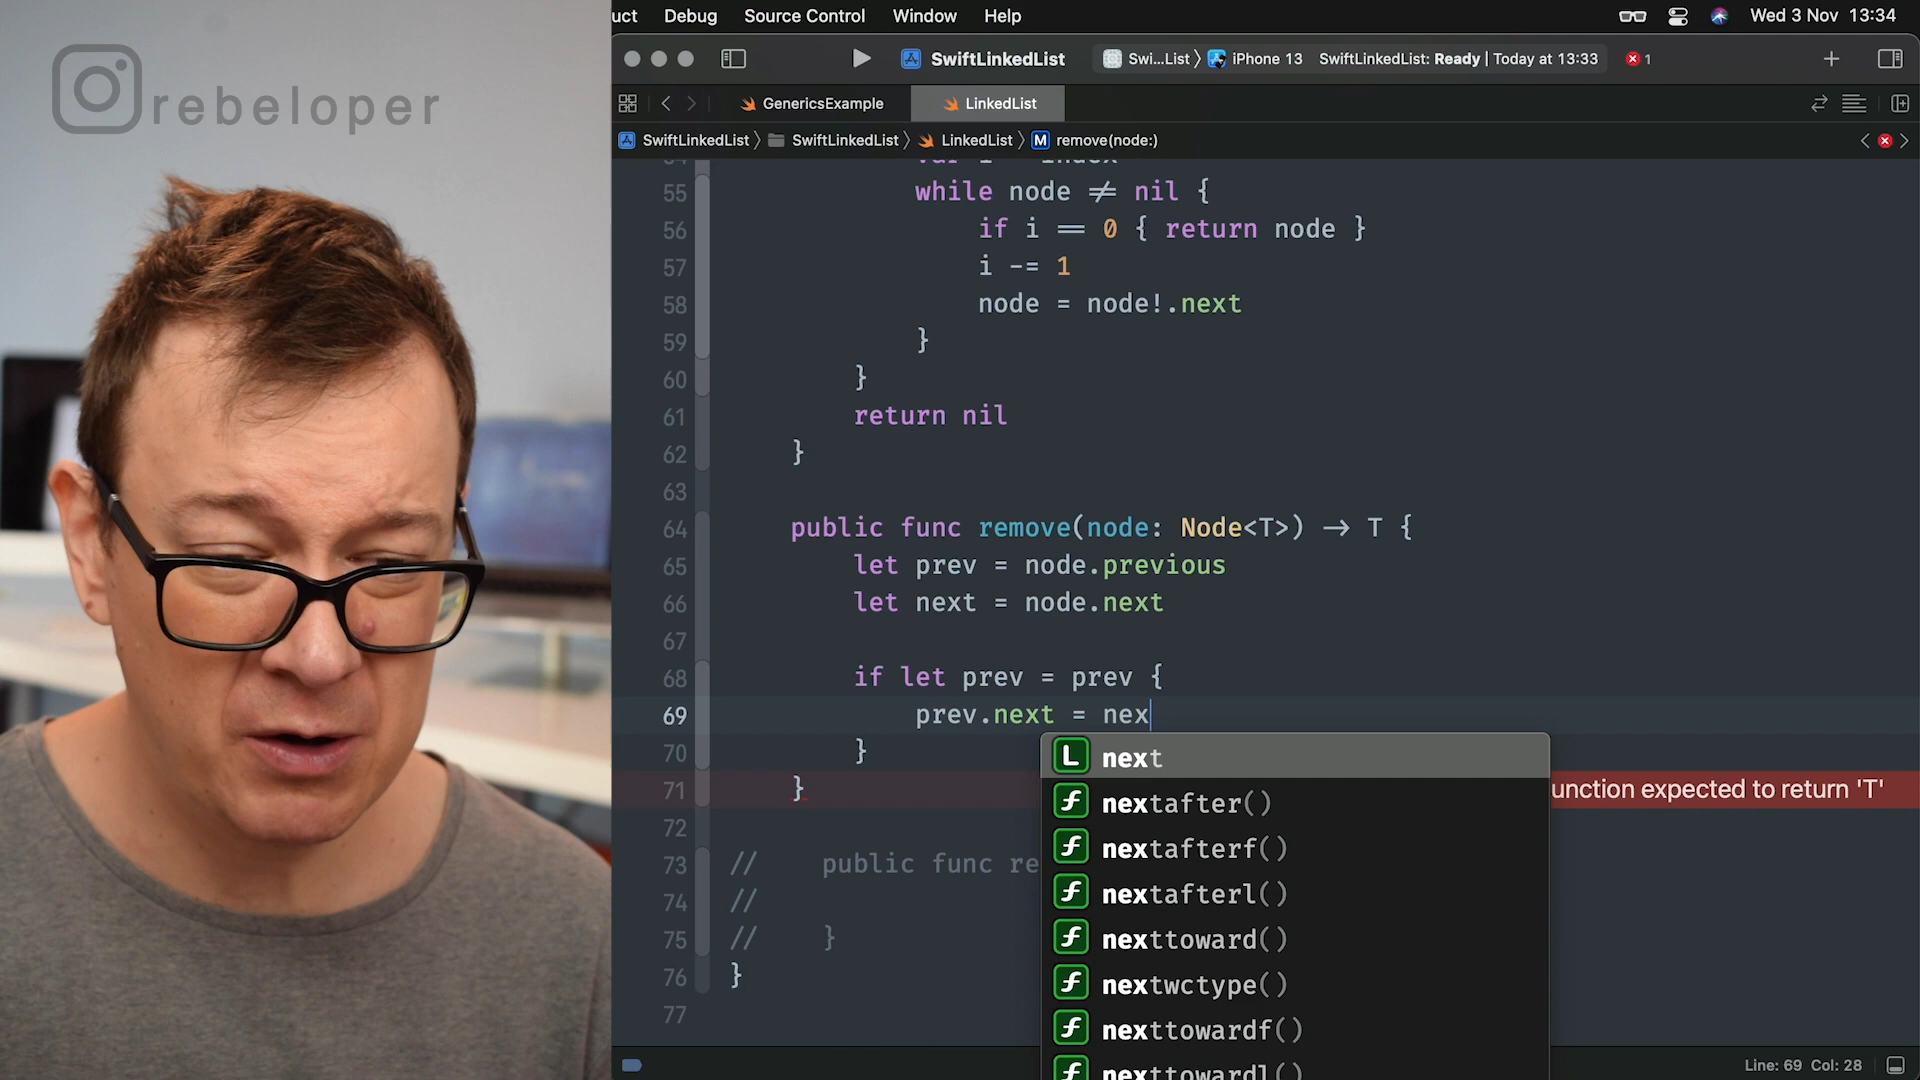 rebeloper
uct Debug Source Control Window Help Wed 3 Nov 13:34
SwiftLinkedList Swi...List iPhone 13 SwiftLinkedList: Ready | Today at 13:33 1
GenericsExample LinkedList
SwiftLinkedList SwiftLinkedList LinkedList M remove(node:)
54 var i = index
55 while node ≠ nil {
56 if i == 0 { return node }
57 i -= 1
58 node = node!.next
59 }
60 }
61 return nil
62 }
63
64 public func remove(node: Node<T>) → T {
65 let prev = node.previous
66 let next = node.next
67
68 if let prev = prev {
69 prev.next = nex
70 }
71 } unction expected to return 'T'
72
73 // public func re
74 //
75 // }
76 }
77
L next
f nextafter()
f nextafterf()
f nextafterl()
f nexttoward()
f nextwctype()
f nexttowardf()
f nexttowardl()
Line: 69 Col: 28